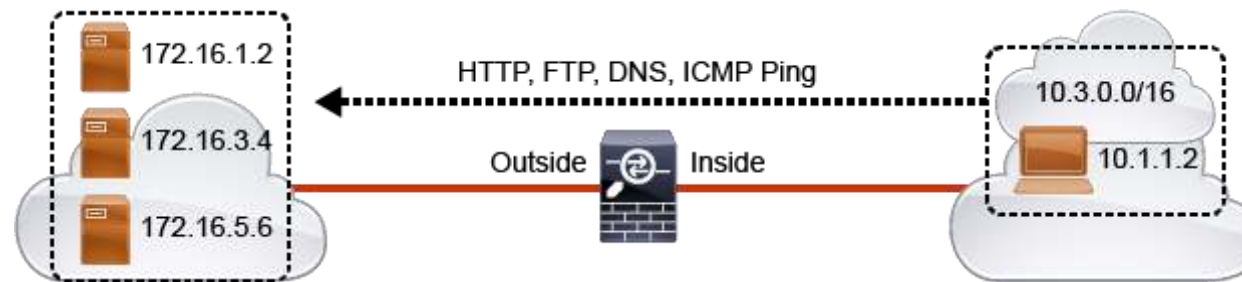 172.16.1.2
172.16.3.4
172.16.5.6
HTTP, FTP, DNS, ICMP Ping
Outside
Inside
10.3.0.0/16
10.1.1.2